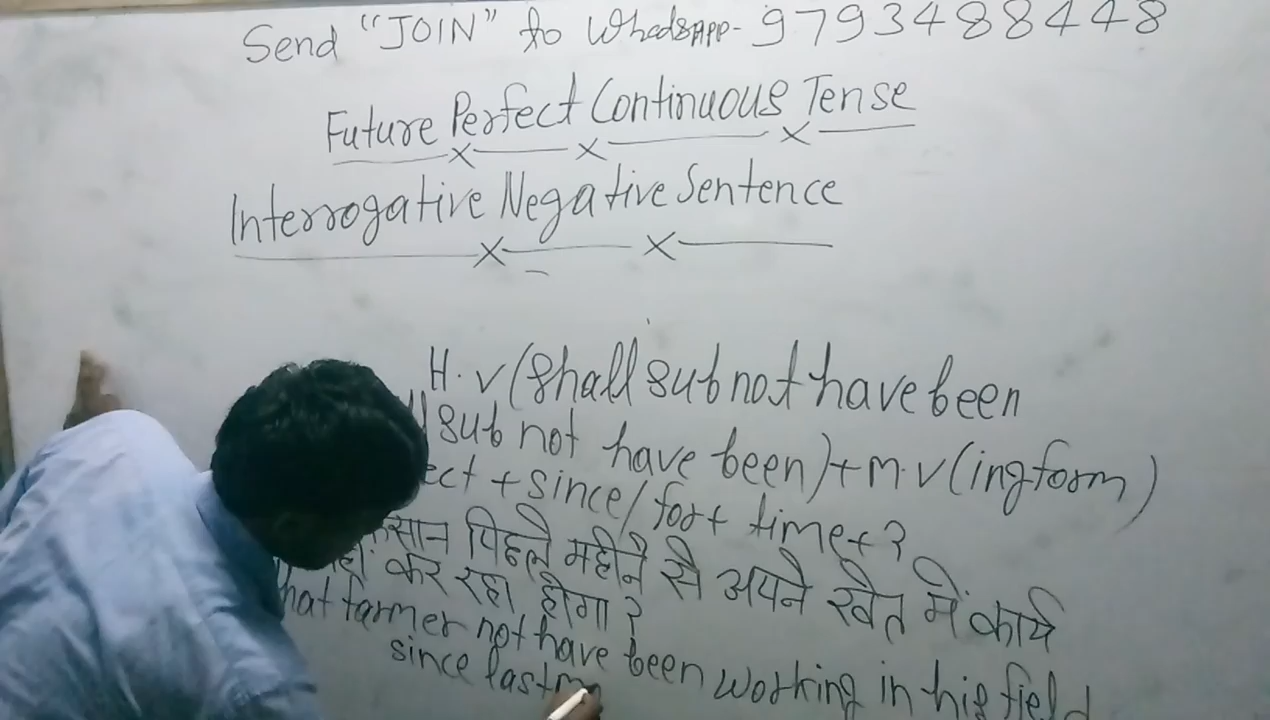 Send “JOIN” to WhatsApp- 9793488448
Future Perfect Continuous Tense
Interrogative Negative Sentence
H.v (Shall sub not have been
sub not have been)+m.v(ing form)
ect + since/for+ time+?
सान पिछले महीने से अपने खेत में कार्य
कर रहा होगा ?
hat farmer not have been working in his field
since last